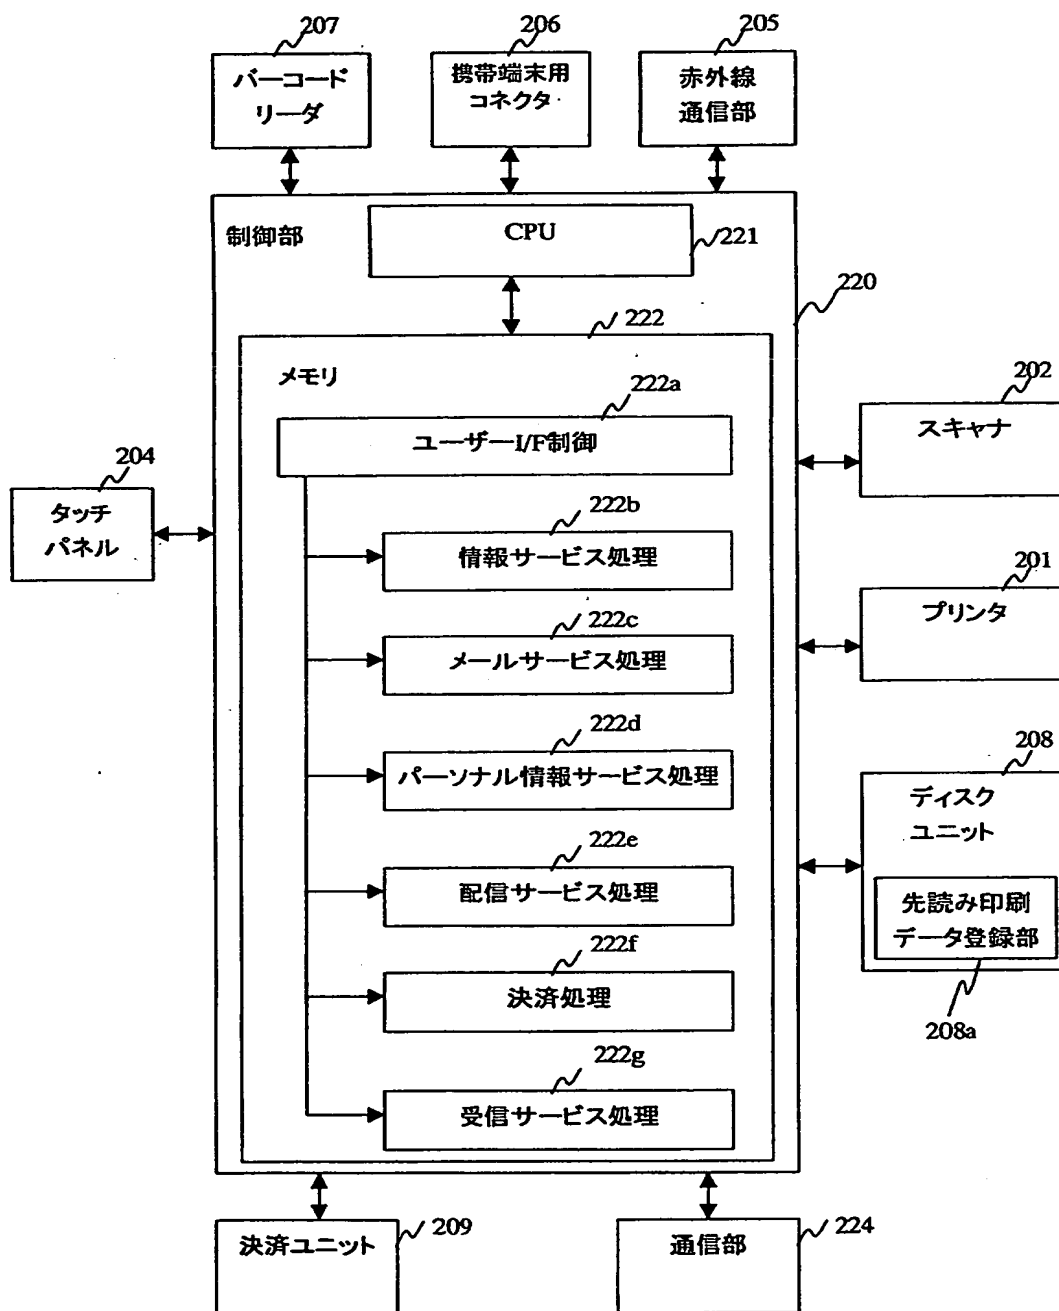 207
206
205
バーコード
リーダ
携帯端末用
コネクタ
赤外線
通信部
制御部
CPU
221
220
222
メモリ
222a
ユーザーI/F制御
202
スキャナ
204
タッチ
パネル
222b
情報サービス処理
201
プリンタ
222c
メールサービス処理
222d
パーソナル情報サービス処理
208
ディスク
ユニット
先読み印刷
データ登録部
208a
222e
配信サービス処理
222f
決済処理
222g
受信サービス処理
209
決済ユニット
224
通信部